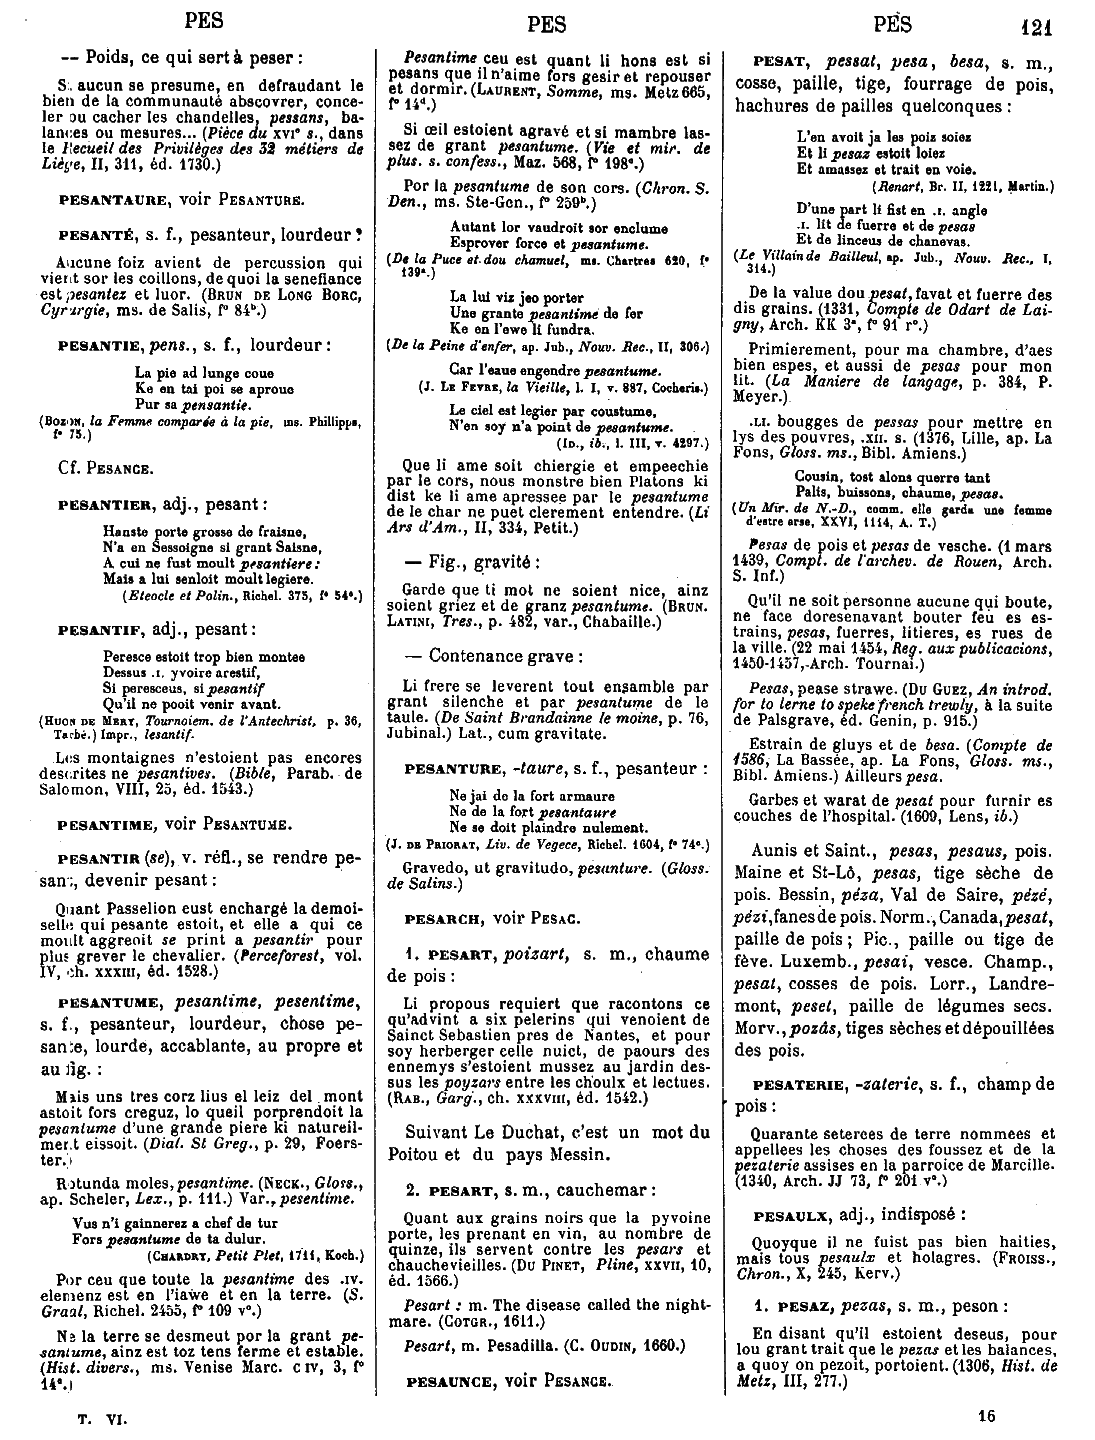 PES
PES
PES
121
— Poids, ce qui sert à peser :
S: aucun se presume, en defraudant le
bien de la communauté abscovrer, conce-
ler ou cacher les chandelles, pessans, ba-
lances ou mesures... (Pièce du XVIᵉ s., dans
le Recueil des Privilèges des 32 métiers de
Liége, II, 311, éd. 1730.)
PESANTAURE, voir PESANTURE.
PESANTÉ, s. f., pesanteur, lourdeur ?
Aucune foiz avient de percussion qui
vient sor les coillons, de quoi la senefiance
est pesantez et luor. (BRUN DE LONG BORC,
Cyrurgie, ms. de Salis, fº 84ᵇ.)
PESANTIE, pens., s. f., lourdeur :
La pie ad lunge coue
Ke en tai poi se aproue
Pur sa pensantie.
(BOZON, la Femme comparée à la pie, ms. Phillipps,
fº 75.)
Cf. PESANCE.
PESANTIER, adj., pesant :
Hanste porte grosse de fraisne,
N'a en Sessoigne si grant Saisne,
A cui ne fust moult pesantiere :
Mais a lui senloit moult legiere.
(Eteocle et Polin., Richel. 375, fº 54ᵉ.)
PESANTIF, adj., pesant :
Peresce estoit trop bien montee
Dessus .I. yvoire arestif,
Si peresceus, si pesantif
Qu'il ne pooit venir avant.
(HUON DE MERY, Tournoiem. de l'Antechrist, p. 36,
Tarbé.) Impr., lesantif.
Les montaignes n'estoient pas encores
descrites ne pesantives. (Bible, Parab. de
Salomon, VIII, 25, éd. 1543.)
PESANTIME, voir PESANTUME.
PESANTIR (se), v. réfl., se rendre pe-
sant, devenir pesant :
Quant Passelion eust enchargé la demoi-
selle qui pesante estoit, et elle a qui ce
moult aggreoit se print a pesantir pour
plus grever le chevalier. (Perceforest, vol.
IV, ch. XXXIII, éd. 1528.)
PESANTUME, pesantime, pesentime,
s. f., pesanteur, lourdeur, chose pe-
sante, lourde, accablante, au propre et
au fig. :
Mais uns tres corz lius el leiz del mont
astoit fors creguz, lo queil porprendoit la
pesantume d'une grande piere ki natureil-
ment eissoit. (Dial. St Greg., p. 29, Foers-
ter.)
Rotunda moles, pesantime. (NECK., Gloss.,
ap. Scheler, Lex., p. 111.) Var., pesentime.
Vus n'i gainnerez a chef de tur
Fors pesantume de ta dulur.
(CHARDRY, Petit Plet, 1711, Koch.)
Por ceu que toute la pesantime des .IV.
elemenz est en l'iawe et en la terre. (S.
Graal, Richel. 2455, fº 109 vº.)
Ne la terre se desmeut por la grant pe-
santume, ainz est toz tens ferme et estable.
(Hist. divers., ms. Venise Marc. C IV, 3, fº
14ᵃ.)
T. VI.
Pesantime ceu est quant li hons est si
pesans que il n'aime fors gesir et repouser
et dormir. (LAURENT, Somme, ms. Metz 665,
fº 14ᵈ.)
Si œil estoient agravé et si mambre las-
sez de grant pesantume. (Vie et mir. de
plus. s. confess., Maz. 568, fº 198ᵃ.)
Por la pesantume de son cors. (Chron. S.
Den., ms. Ste-Gen., fº 259ᵇ.)
Autant lor vaudroit sor enclume
Esprover force et pesantume.
(De la Puce et dou chamuel, ms. Chartres 620, fº
139ᵃ.)
La lui viz jeo porter
Une grante pesantime de fer
Ke en l'ewe li fundra.
(De la Peine d'enfer, ap. Jub., Nouv. Rec., II, 306.)
Car l'eaue engendre pesantume.
(J. LE FEVRE, la Vieille, l. I, v. 887, Cocheris.)
Le ciel est legier par coustume,
N'en soy n'a point de pesantume.
(ID., ib., l. III, v. 4297.)
Que li ame soit chiergie et empeechie
par le cors, nous monstre bien Platons ki
dist ke li ame apressee par le pesantume
de le char ne puet clerement entendre. (Li
Ars d'Am., II, 334, Petit.)
— Fig., gravité :
Garde que ti mot ne soient nice, ainz
soient griez et de granz pesantume. (BRUN.
LATINI, Tres., p. 482, var., Chabaille.)
— Contenance grave :
Li frere se leverent tout ensamble par
grant silenche et par pesantume de le
taule. (De Saint Brandainne le moine, p. 76,
Jubinal.) Lat., cum gravitate.
PESANTURE, -taure, s. f., pesanteur :
Ne jai de la fort armaure
Ne de la fort pesantaure
Ne se doit plaindre nulement.
(J. DE PRIORAT, Liv. de Vegece, Richel. 1604, fº 74ᵉ.)
Gravedo, ut gravitudo, pesanture. (Gloss.
de Salins.)
PESARCH, voir PESAC.
1. PESART, poizart, s. m., chaume
de pois :
Li propous requiert que racontons ce
qu'advint a six pelerins qui venoient de
Sainct Sebastien pres de Nantes, et pour
soy herberger celle nuict, de paours des
ennemys s'estoient mussez au jardin des-
sus les poyzars entre les choulx et lectues.
(RAB., Garg., ch. XXXVIII, éd. 1542.)
Suivant Le Duchat, c'est un mot du
Poitou et du pays Messin.
2. PESART, s. m., cauchemar :
Quant aux grains noirs que la pyvoine
porte, les prenant en vin, au nombre de
quinze, ils servent contre les pesars et
chauchevieilles. (DU PINET, Pline, XXVII, 10,
éd. 1566.)
Pesart : m. The disease called the night-
mare. (COTGR., 1611.)
Pesart, m. Pesadilla. (C. OUDIN, 1660.)
PESAUNCE, voir PESANCE.
PESAT, pessat, pesa, besa, s. m.,
cosse, paille, tige, fourrage de pois,
hachures de pailles quelconques :
L'en avoit ja les poiz soiez
Et li pesaz estoit loiez
Et amassez et trait en voie.
(Renart, Br. II, 1221, Martin.)
D'une part li fist en .I. angle
.I. lit de fuerre et de pesas
Et de linceus de chanevas.
(Le Villain de Bailleul, ap. Jub., Nouv. Rec., I,
314.)
De la value dou pesat, favat et fuerre des
dis grains. (1331, Compte de Odart de Lai-
gny, Arch. KK 3ᵃ, fº 91 rº.)
Primierement, pour ma chambre, d'aes
bien espes, et aussi de pesas pour mon
lit. (La Maniere de langage, p. 384, P.
Meyer.)
.LI. bougges de pessas pour mettre en
lys des pouvres, .XII. s. (1376, Lille, ap. La
Fons, Gloss. ms., Bibl. Amiens.)
Cousin, tost alons querre tant
Palis, buissons, chaume, pesas.
(Un Mir. de N.-D., comm. elle garda une femme
d'estre arse, XXVI, 1114, A. T.)
Pesas de pois et pesas de vesche. (1 mars
1439, Compt. de l'archev. de Rouen, Arch.
S. Inf.)
Qu'il ne soit personne aucune qui boute,
ne face doresenavant bouter feu es es-
trains, pesas, fuerres, litieres, es rues de
la ville. (22 mai 1454, Reg. aux publicacions,
1450-1457, Arch. Tournai.)
Pesas, pease strawe. (DU GUEZ, An introd.
for to lerne to speke french trewly, à la suite
de Palsgrave, éd. Genin, p. 915.)
Estrain de gluys et de besa. (Compte de
1586, La Bassée, ap. La Fons, Gloss. ms.,
Bibl. Amiens.) Ailleurs pesa.
Garbes et warat de pesat pour furnir es
couches de l'hospital. (1609, Lens, ib.)
Aunis et Saint., pesas, pesaus, pois.
Maine et St-Lô, pesas, tige sèche de
pois. Bessin, péza, Val de Saire, pézé,
pézi, fanes de pois. Norm., Canada, pesat,
paille de pois ; Pic., paille ou tige de
fève. Luxemb., pesai, vesce. Champ.,
pesat, cosses de pois. Lorr., Landre-
mont, peset, paille de légumes secs.
Morv., pozâs, tiges sèches et dépouillées
des pois.
PESATERIE, -zaterie, s. f., champ de
pois :
Quarante seterces de terre nommees et
appellees les choses des foussez et de la
pezaterie assises en la parroice de Marcille.
(1340, Arch. JJ 73, fº 201 vº.)
PESAULX, adj., indisposé :
Quoyque il ne fuist pas bien haities,
mais tous pesaulx et holagres. (FROISS.,
Chron., X, 245, Kerv.)
1. PESAZ, pezas, s. m., peson :
En disant qu'il estoient deseus, pour
lou grant trait que le pezas et les balances,
a quoy on pezoit, portoient. (1306, Hist. de
Metz, III, 277.)
16